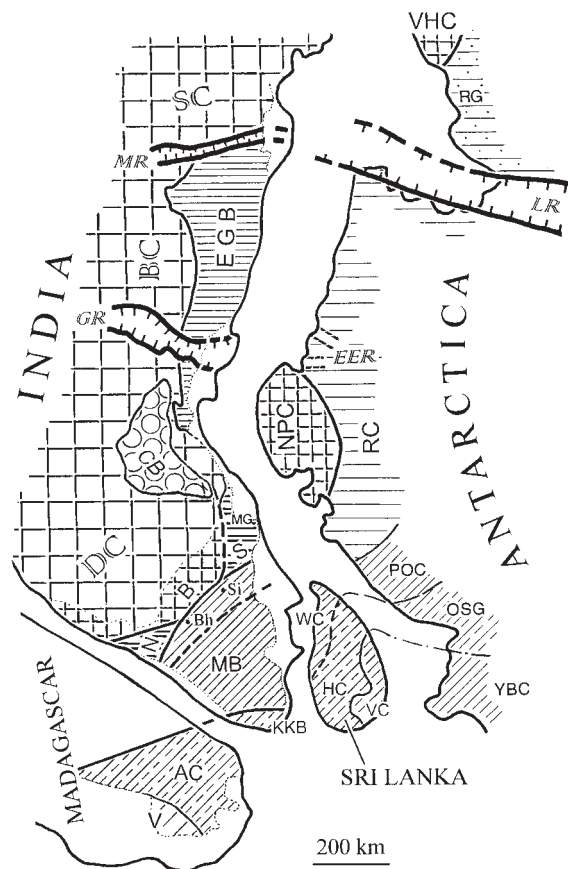 VHC
SC
RG
MR
LR
EGB
BC
INDIA
GR
EER
ANTARCTICA
CB
NPC
RC
MG
DC
S
B
Si
POC
Bh
WC
OSG
N
MB
HC
VC
YBC
KKB
MADAGASCAR
AC
SRI LANKA
V
200 km